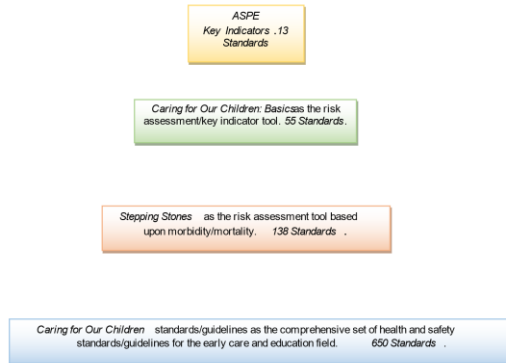 ASPE
Key Indicators .13
Standards
Caring for Our Children: Basicsas the risk
assessment/key indicator tool. 55 Standards.
Stepping Stones as the risk assessment tool based
upon morbidity/mortality. 138 Standards .
Caring for Our Children standards/guidelines as the comprehensive set of health and safety
standards/guidelines for the early care and education field. 650 Standards .